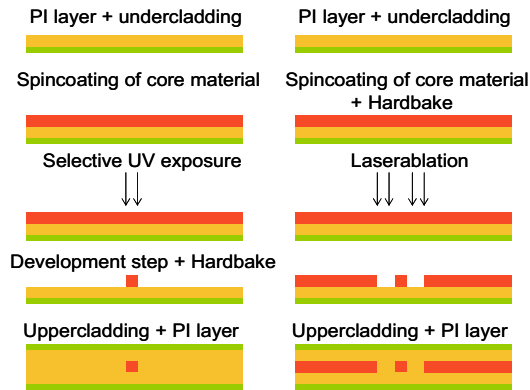 PI layer + undercladding
Spincoating of core material
Selective UV exposure
Development step + Hardbake
Uppercladding + PI layer
PI layer + undercladding
Spincoating of core material
+ Hardbake
Laserablation
Uppercladding + PI layer